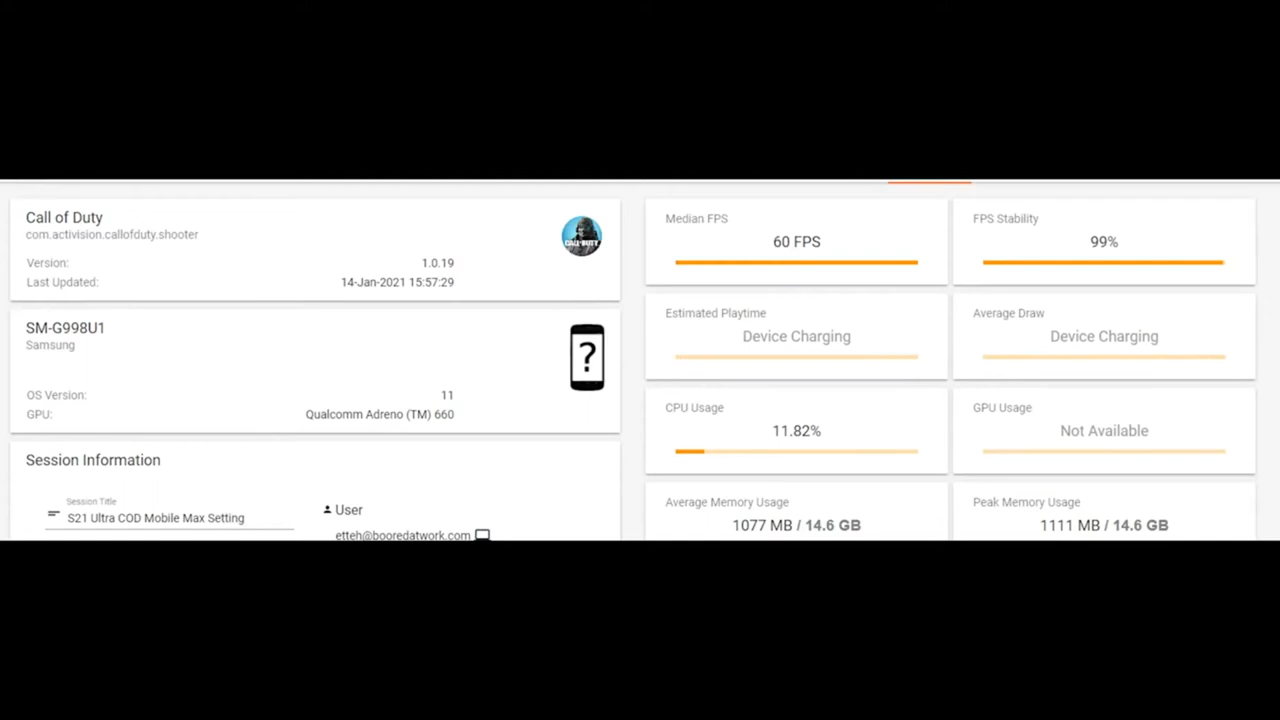 Call of Duty
com.activision.callofduty.shooter
CALL OF DUTY
Version: 1.0.19
Last Updated: 14-Jan-2021 15:57:29
SM-G998U1
Samsung
?
OS Version: 11
GPU: Qualcomm Adreno (TM) 660
Session Information
Session Title
S21 Ultra COD Mobile Max Setting
User
etteh@booredatwork.com
Median FPS
60 FPS
FPS Stability
99%
Estimated Playtime
Device Charging
Average Draw
Device Charging
CPU Usage
11.82%
GPU Usage
Not Available
Average Memory Usage
1077 MB / 14.6 GB
Peak Memory Usage
1111 MB / 14.6 GB